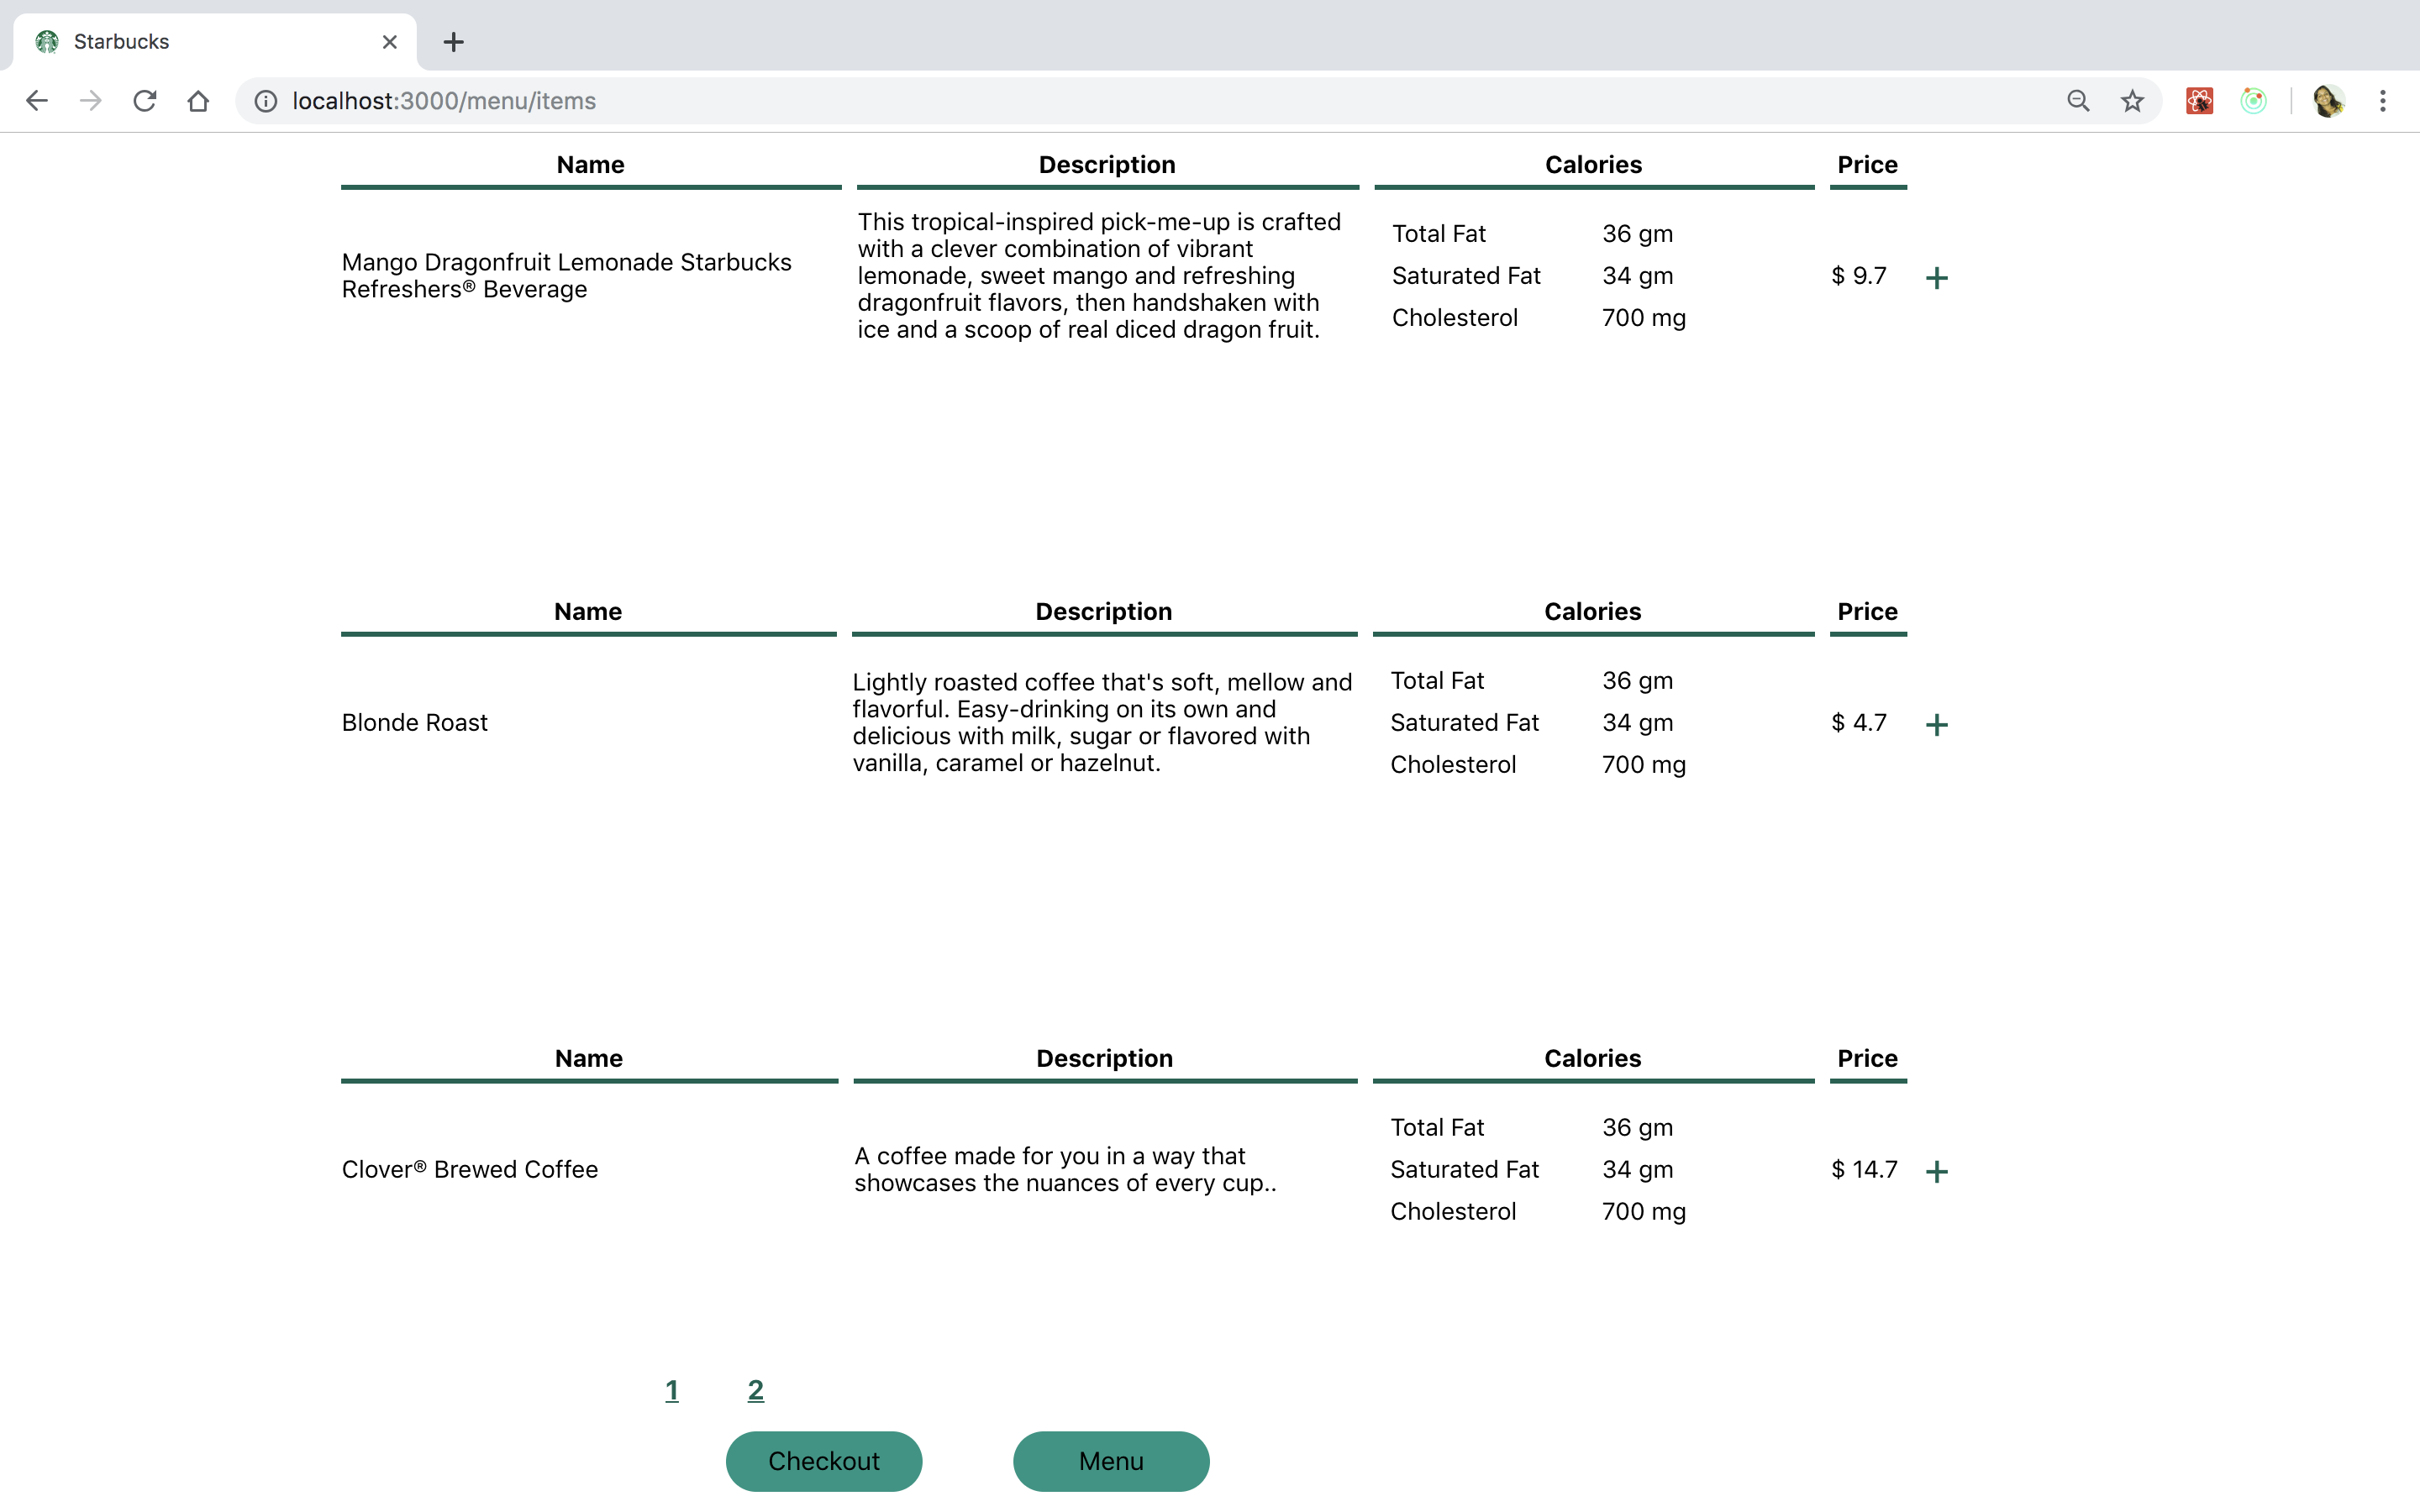 Starbucks
localhost:3000/menu/items
Name Description Calories Price
Mango Dragonfruit Lemonade Starbucks
Refreshers® Beverage
This tropical-inspired pick-me-up is crafted
with a clever combination of vibrant
lemonade, sweet mango and refreshing
dragonfruit flavors, then handshaken with
ice and a scoop of real diced dragon fruit.
Total Fat 36 gm
Saturated Fat 34 gm
Cholesterol 700 mg
$ 9.7 +
Name Description Calories Price
Blonde Roast
Lightly roasted coffee that's soft, mellow and
flavorful. Easy-drinking on its own and
delicious with milk, sugar or flavored with
vanilla, caramel or hazelnut.
Total Fat 36 gm
Saturated Fat 34 gm
Cholesterol 700 mg
$ 4.7 +
Name Description Calories Price
Clover® Brewed Coffee
A coffee made for you in a way that
showcases the nuances of every cup..
Total Fat 36 gm
Saturated Fat 34 gm
Cholesterol 700 mg
$ 14.7 +
1 2
Checkout Menu